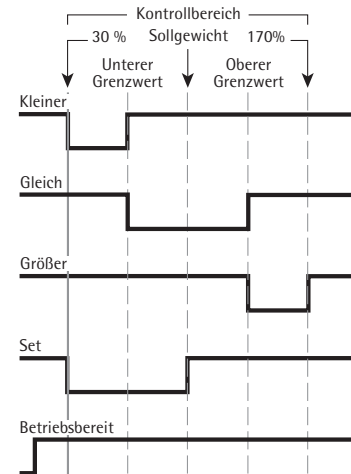 Kontrollbereich
30 % Sollgewicht 170%
Unterer Oberer
Grenzwert Grenzwert
Kleiner
Gleich
Größer
Set
Betriebsbereit